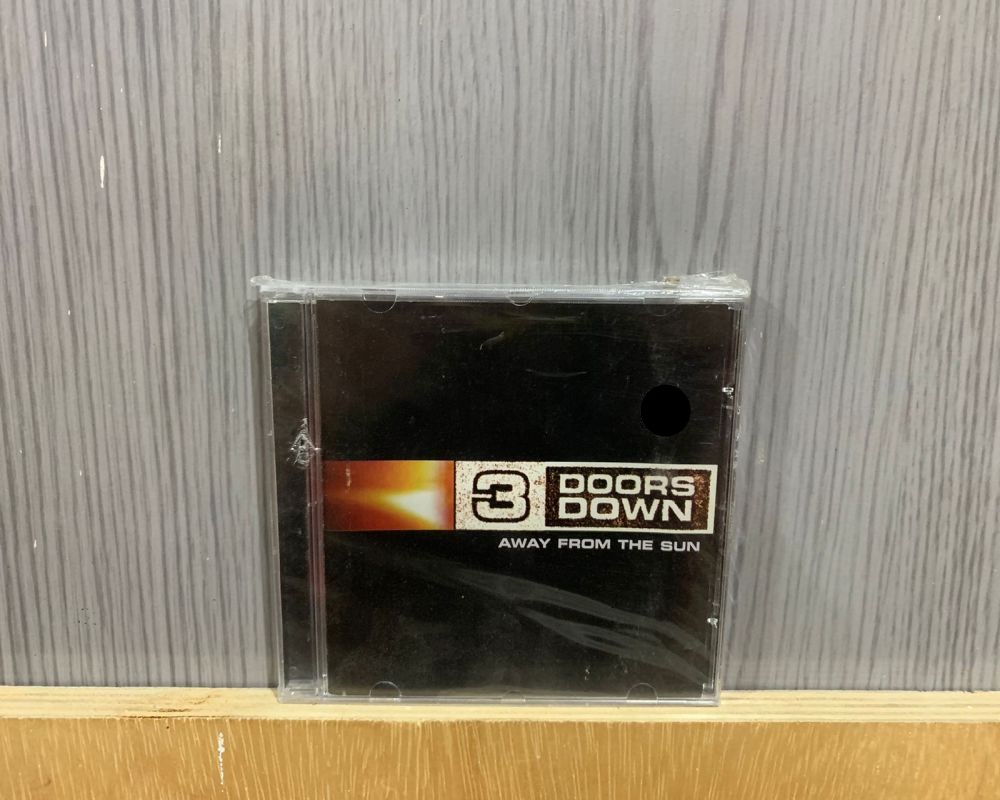 3
DOORS
DOWN
AWAY FROM THE SUN